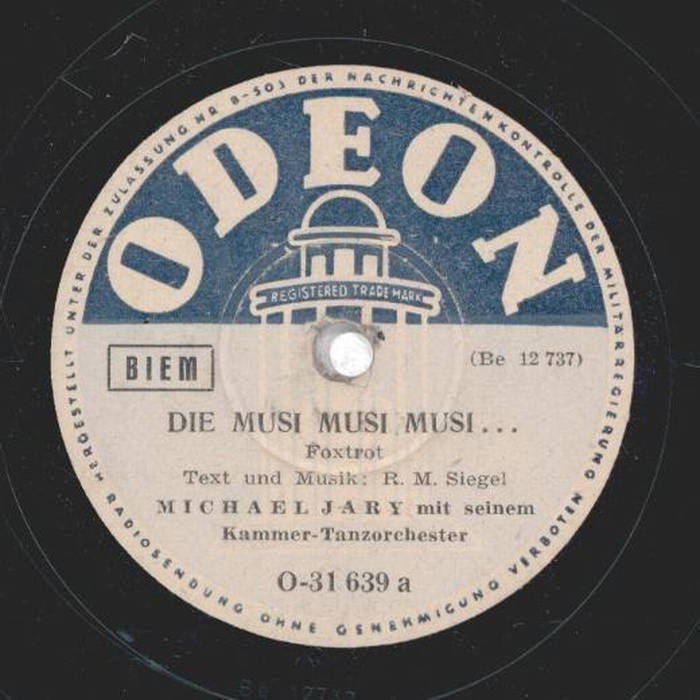 HERGESTELLT UNTER DER ZULASSUNG NR B-503 DER NACHRICHTENKONTROLLE DER MILITÄRREGIERUNG
RADIOSENDUNG OHNE GENEHMIGUNG VERBOTEN
ODEON
REGISTERED TRADE MARK
BIEM
(Be 12 737)
DIE MUSI MUSI MUSI...
Foxtrot
Text und Musik: R. M. Siegel
MICHAEL JARY mit seinem
Kammer-Tanzorchester
O-31 639 a
Be 12737